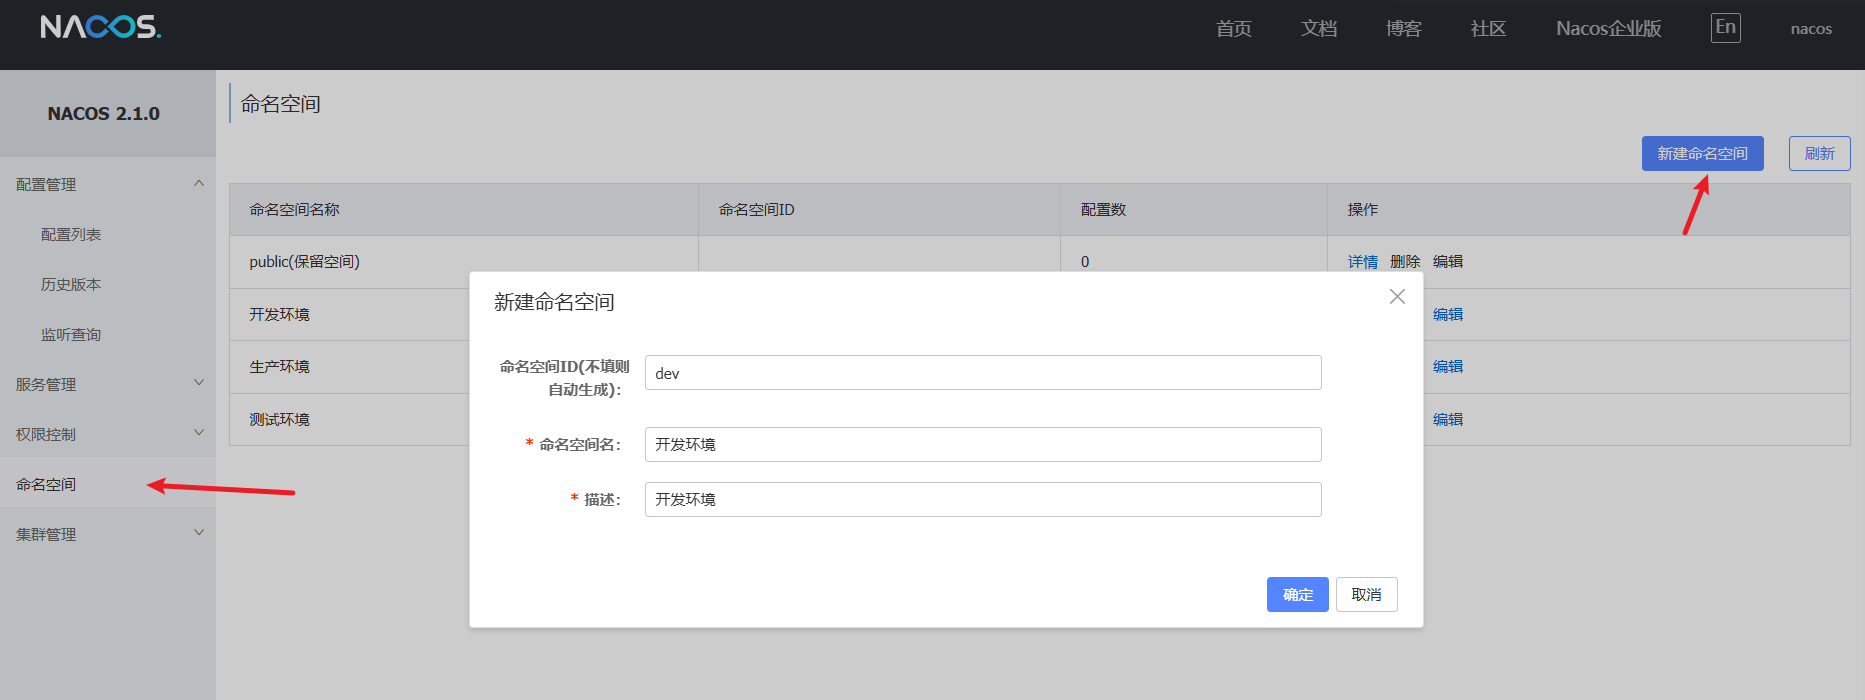 NACOS.
首页 文档 博客 社区 Nacos企业版 En nacos
NACOS 2.1.0
配置管理
配置列表
历史版本
监听查询
服务管理
权限控制
命名空间
集群管理
命名空间
新建命名空间 刷新
命名空间名称 命名空间ID 配置数 操作
public(保留空间) 0 详情 删除 编辑
开发环境 编辑
生产环境 编辑
测试环境 编辑
新建命名空间
命名空间ID(不填则
自动生成)： dev
* 命名空间名： 开发环境
* 描述： 开发环境
确定 取消